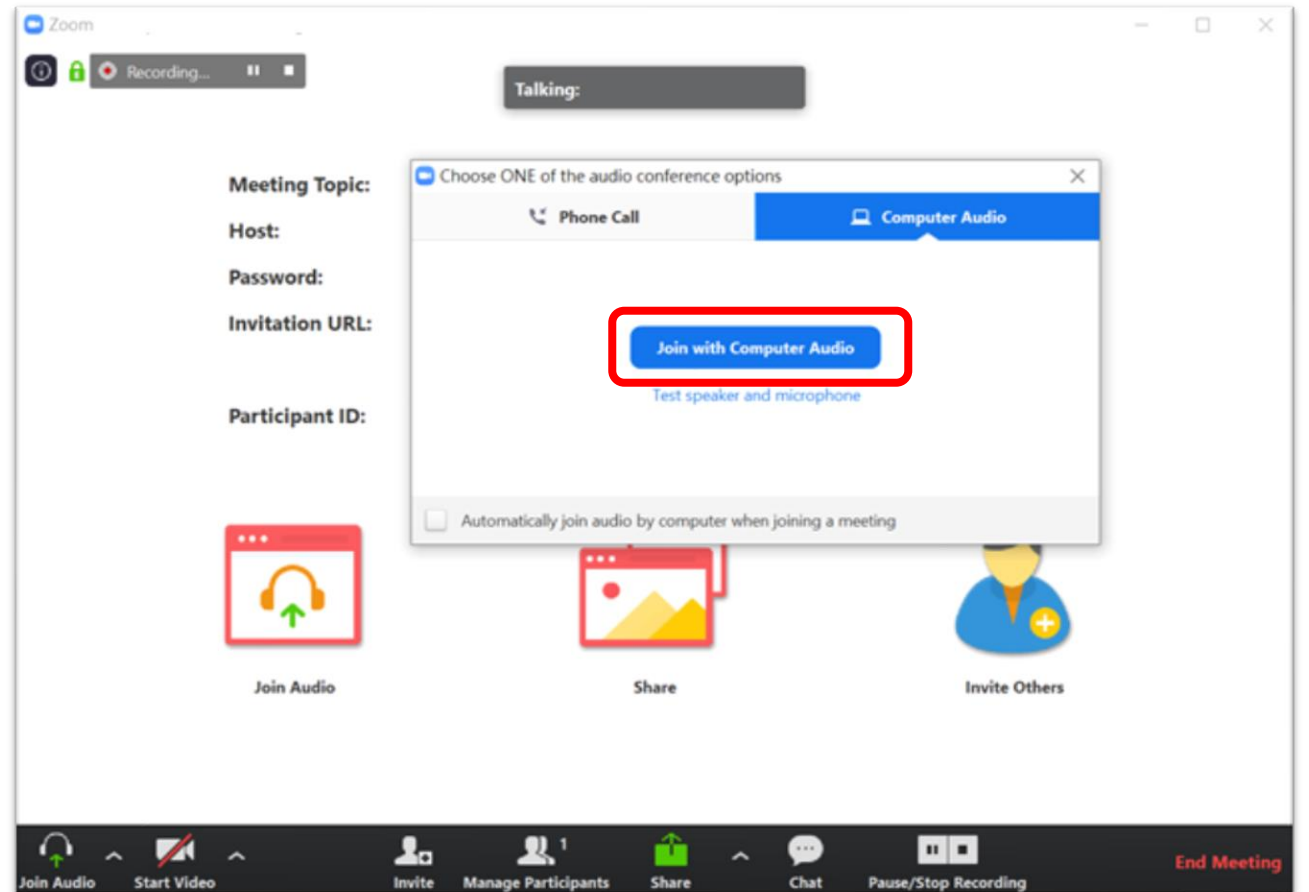 Zoom
Recording...
Talking:
Meeting Topic:
Host:
Password:
Invitation URL:
Participant ID:
Choose ONE of the audio conference options
Phone Call
Computer Audio
Join with Computer Audio
Test speaker and microphone
Automatically join audio by computer when joining a meeting
Join Audio
Share
Invite Others
Join Audio
Start Video
Invite
1
Manage Participants
Share
Chat
Pause/Stop Recording
End Meeting